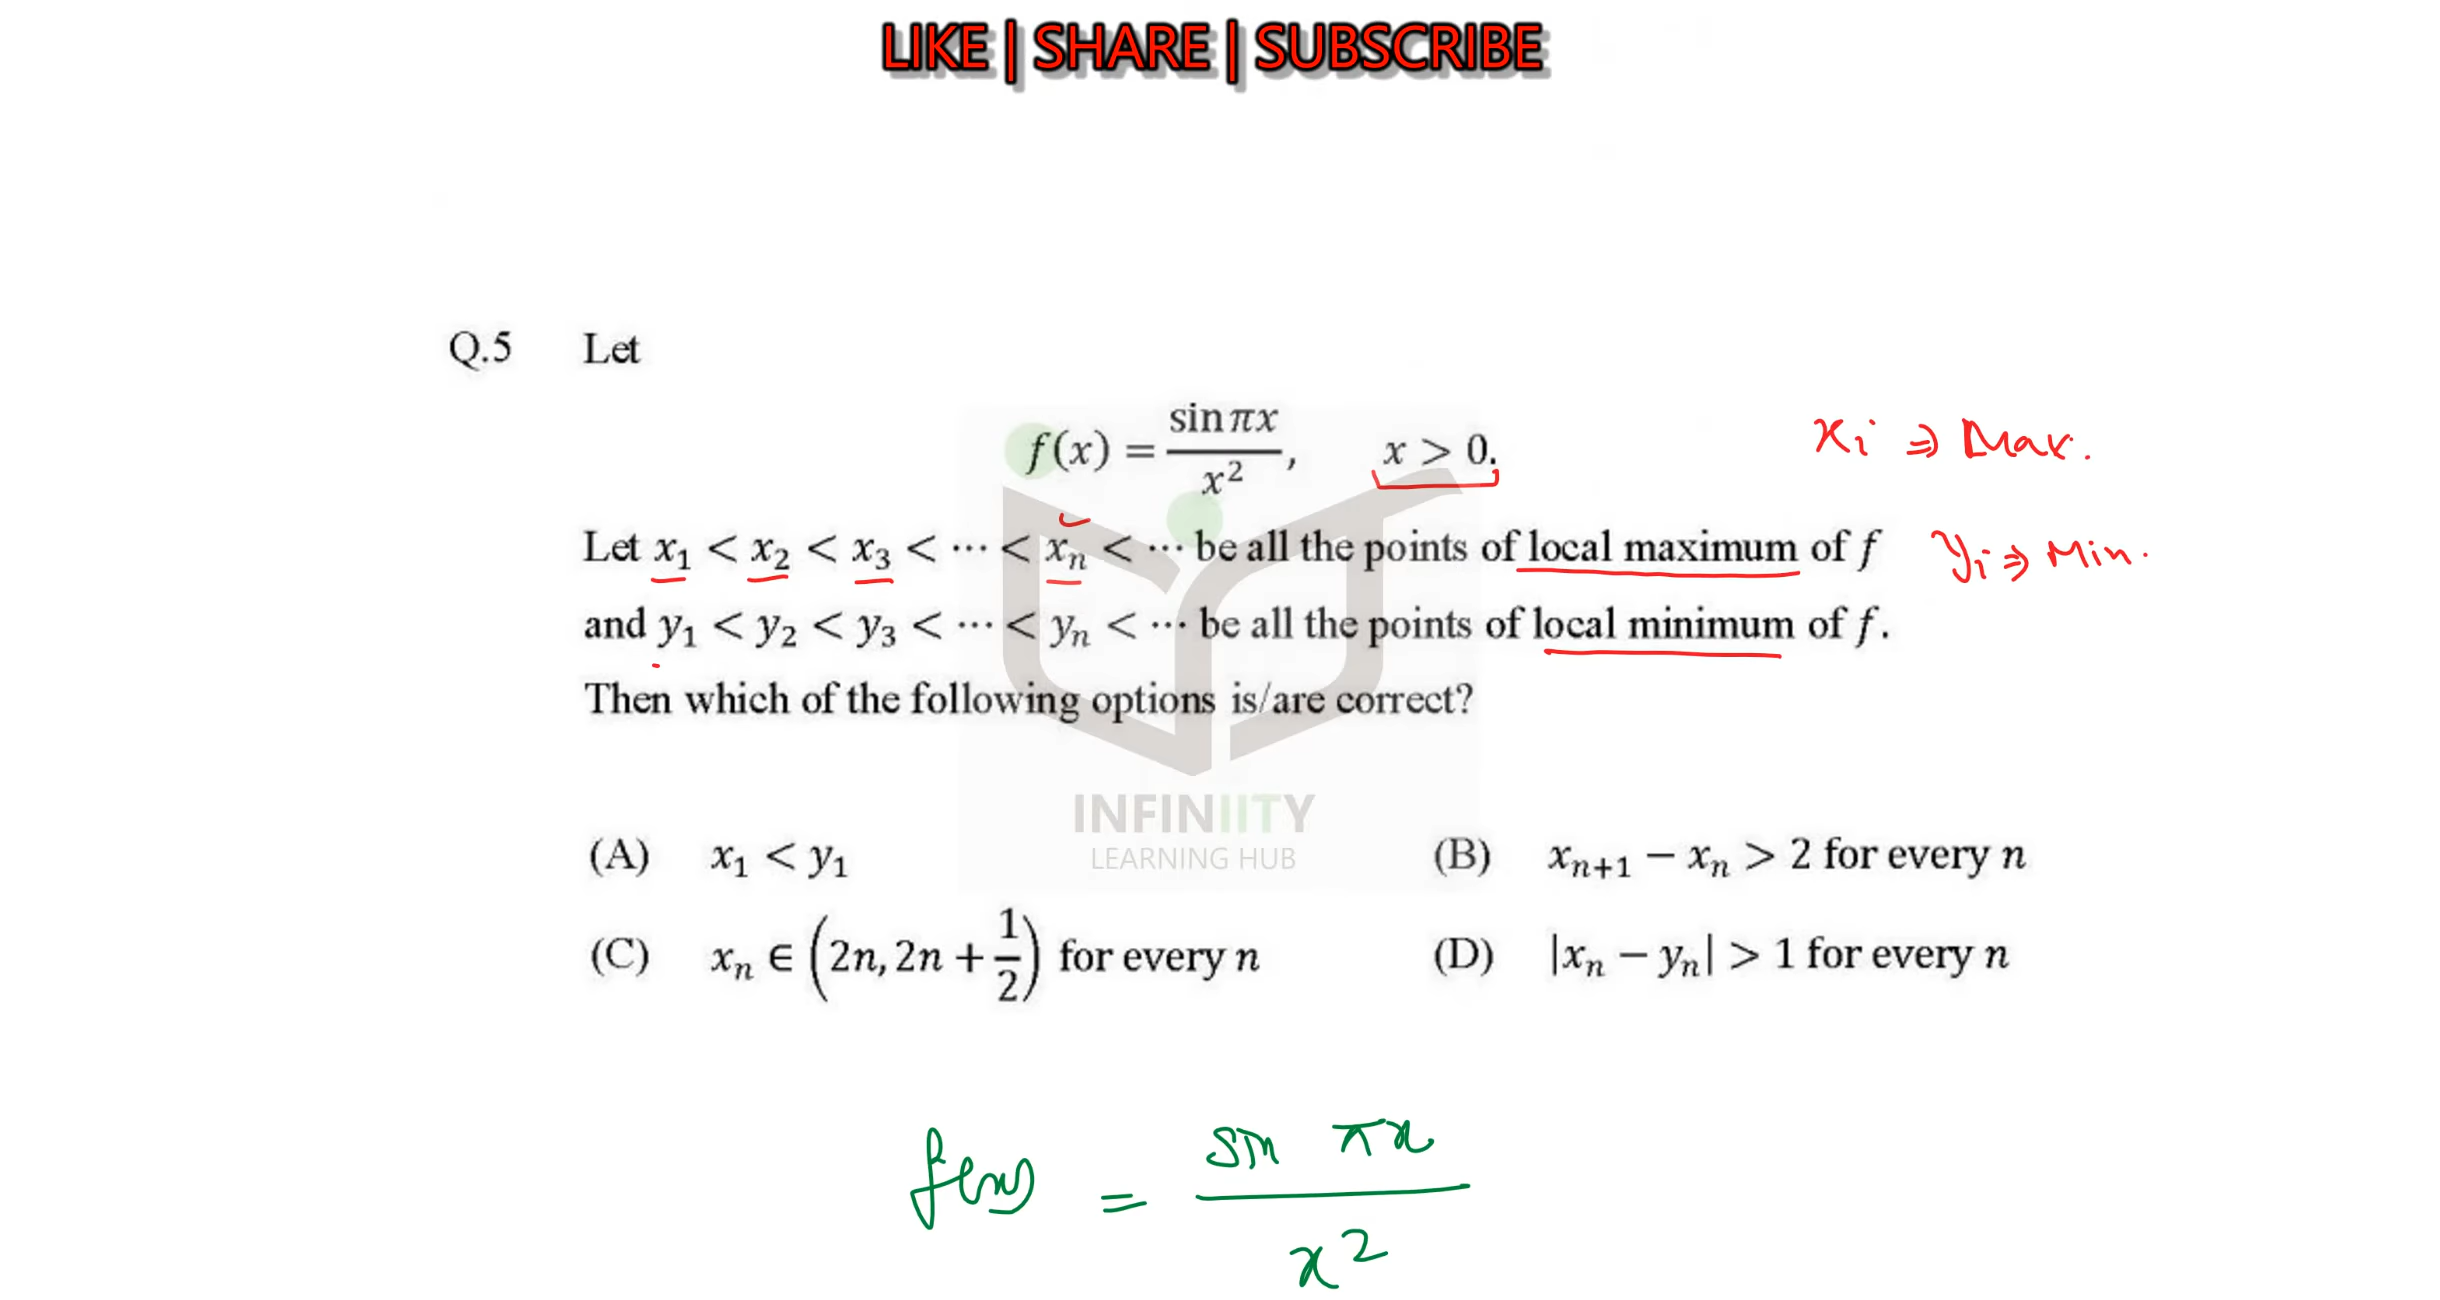 LIKE | SHARE | SUBSCRIBE
Q.5 Let
f(x) = sin πx / x², x > 0.
xi ⇒ Max.
Let x₁ < x₂ < x₃ < ⋯ < xₙ < ⋯ be all the points of local maximum of f
yi ⇒ Min.
and y₁ < y₂ < y₃ < ⋯ < yₙ < ⋯ be all the points of local minimum of f.
Then which of the following options is/are correct?
INFINIITY
LEARNING HUB
(A) x₁ < y₁
(B) xₙ₊₁ − xₙ > 2 for every n
(C) xₙ ∈ (2n, 2n + 1/2) for every n
(D) |xₙ − yₙ| > 1 for every n
f(x) = sin πx / x²